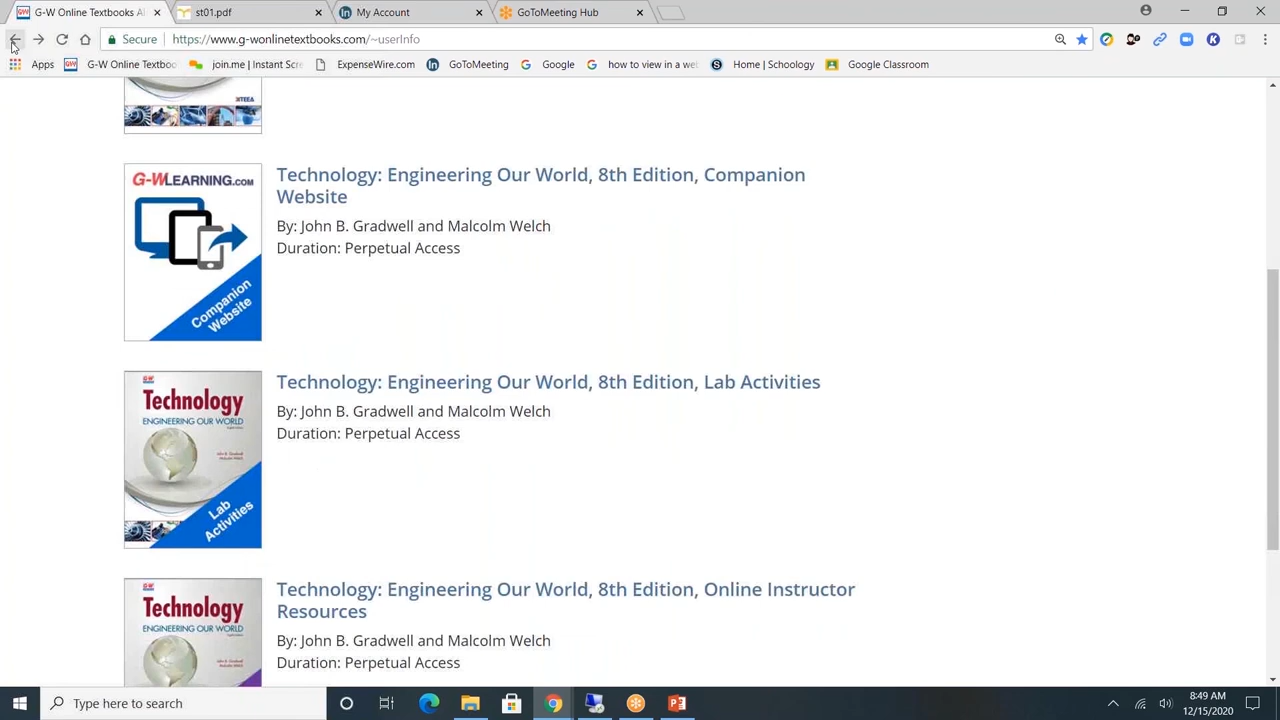 G-W Online Textbooks Al
st01.pdf
My Account
GoToMeeting Hub
Secure
https://www.g-wonlinetextbooks.com/~userInfo
Apps
G-W Online Textboo
join.me | Instant Scre
ExpenseWire.com
GoToMeeting
Google
how to view in a web
Home | Schoology
Google Classroom
TEEA
G-WLEARNING.COM
Companion
Website
Technology: Engineering Our World, 8th Edition, Companion
Website
By: John B. Gradwell and Malcolm Welch
Duration: Perpetual Access
G-W
Technology
ENGINEERING OUR WORLD
Lab
Activities
Technology: Engineering Our World, 8th Edition, Lab Activities
By: John B. Gradwell and Malcolm Welch
Duration: Perpetual Access
G-W
Technology
ENGINEERING OUR WORLD
Technology: Engineering Our World, 8th Edition, Online Instructor
Resources
By: John B. Gradwell and Malcolm Welch
Duration: Perpetual Access
Type here to search
8:49 AM
12/15/2020